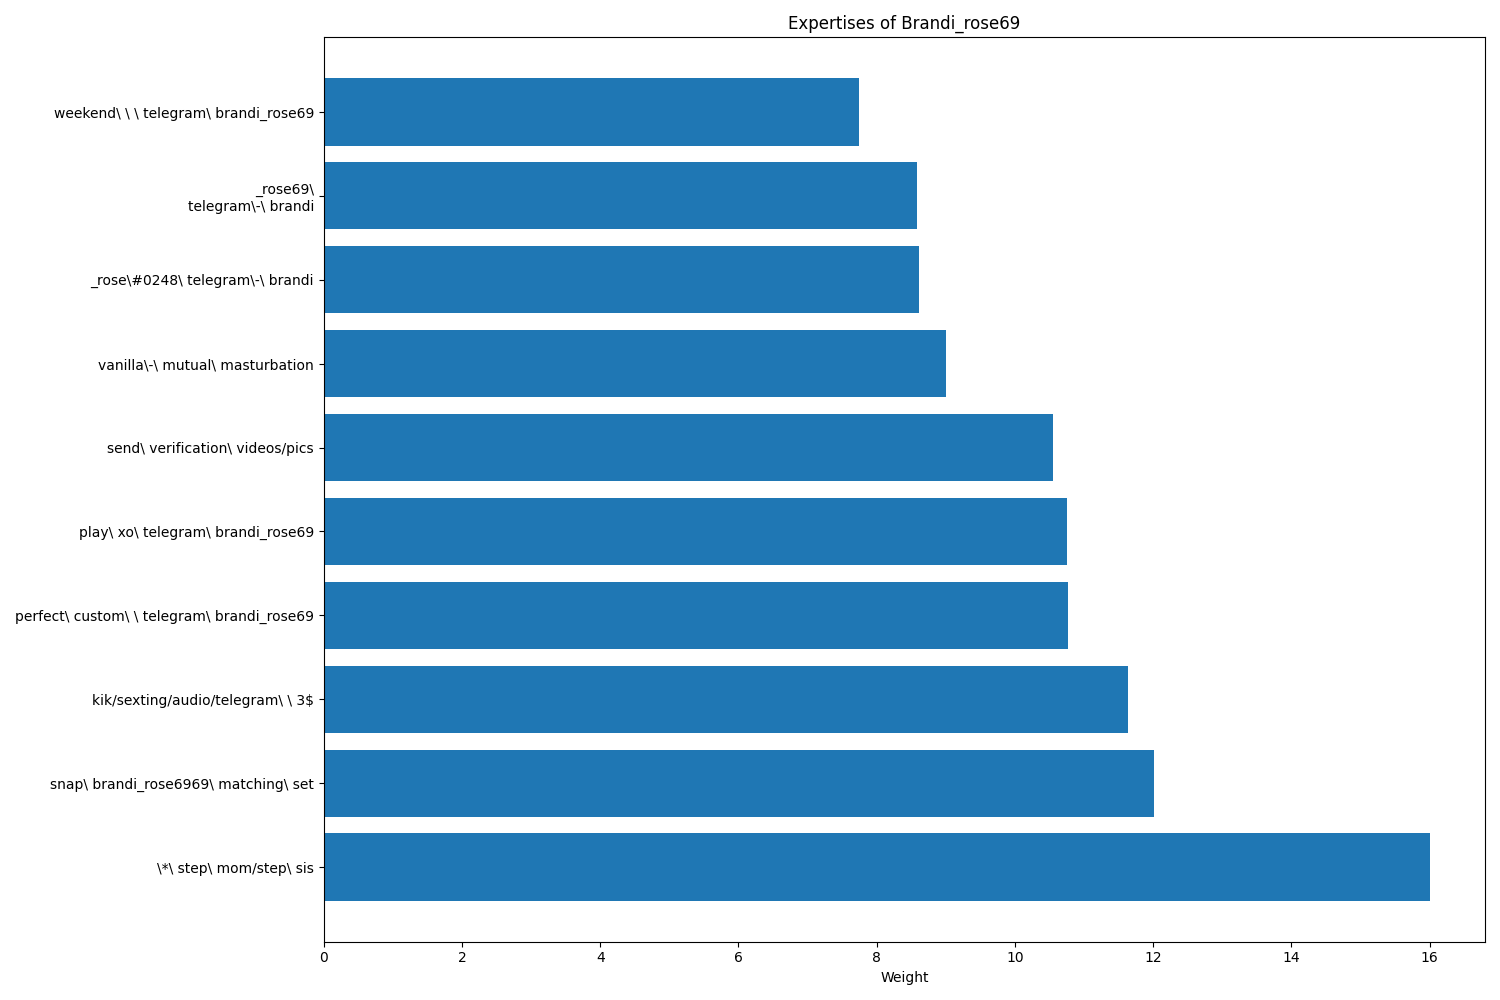 Expertises of Brandi_rose69
weekend\ \ \ telegram\ brandi_rose69
_rose69\
telegram\-\ brandi
_rose\#0248\ telegram\-\ brandi
vanilla\-\ mutual\ masturbation
send\ verification\ videos/pics
play\ xo\ telegram\ brandi_rose69
perfect\ custom\ \ telegram\ brandi_rose69
kik/sexting/audio/telegram\ \ 3$
snap\ brandi_rose6969\ matching\ set
\*\ step\ mom/step\ sis
0 2 4 6 8 10 12 14 16
Weight